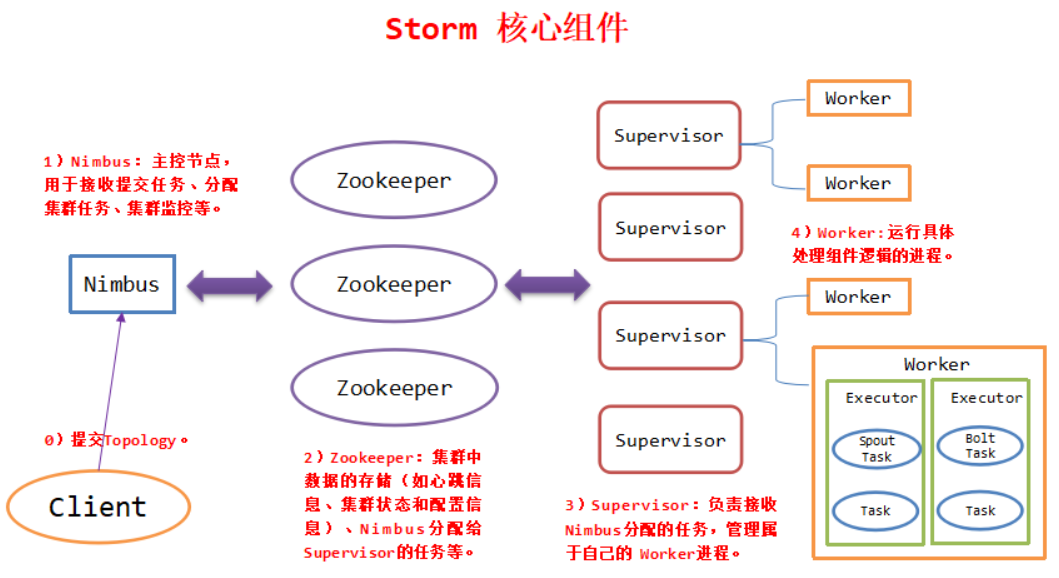 Storm 核心组件
1）Nimbus：主控节点，
用于接收提交任务、分配
集群任务、集群监控等。
Nimbus
0）提交Topology。
Client
Zookeeper
Zookeeper
Zookeeper
2）Zookeeper：集群中
数据的存储（如心跳信
息、集群状态和配置信
息）、Nimbus分配给
Supervisor的任务等。
Supervisor
Supervisor
Supervisor
Supervisor
3）Supervisor：负责接收
Nimbus分配的任务，管理属
于自己的 Worker进程。
Worker
Worker
4）Worker:运行具体
处理组件逻辑的进程。
Worker
Worker
Executor
Spout
Task
Task
Executor
Bolt
Task
Task